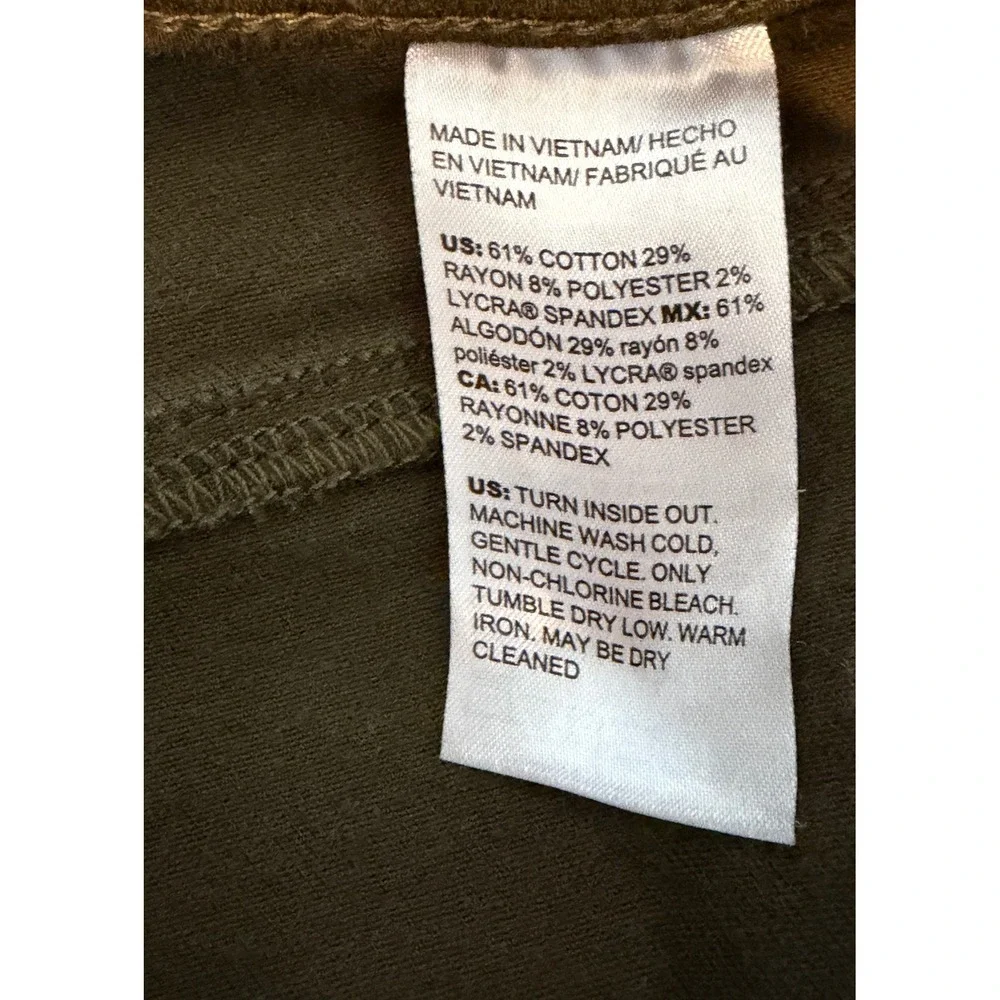 MADE IN VIETNAM/ HECHO
EN VIETNAM/ FABRIQUÉ AU
VIETNAM
US: 61% COTTON 29%
RAYON 8% POLYESTER 2%
LYCRA® SPANDEX MX: 61%
ALGODÓN 29% rayón 8%
poliéster 2% LYCRA® spandex
CA: 61% COTON 29%
RAYONNE 8% POLYESTER
2% SPANDEX
US: TURN INSIDE OUT.
MACHINE WASH COLD,
GENTLE CYCLE. ONLY
NON-CHLORINE BLEACH.
TUMBLE DRY LOW. WARM
IRON. MAY BE DRY
CLEANED